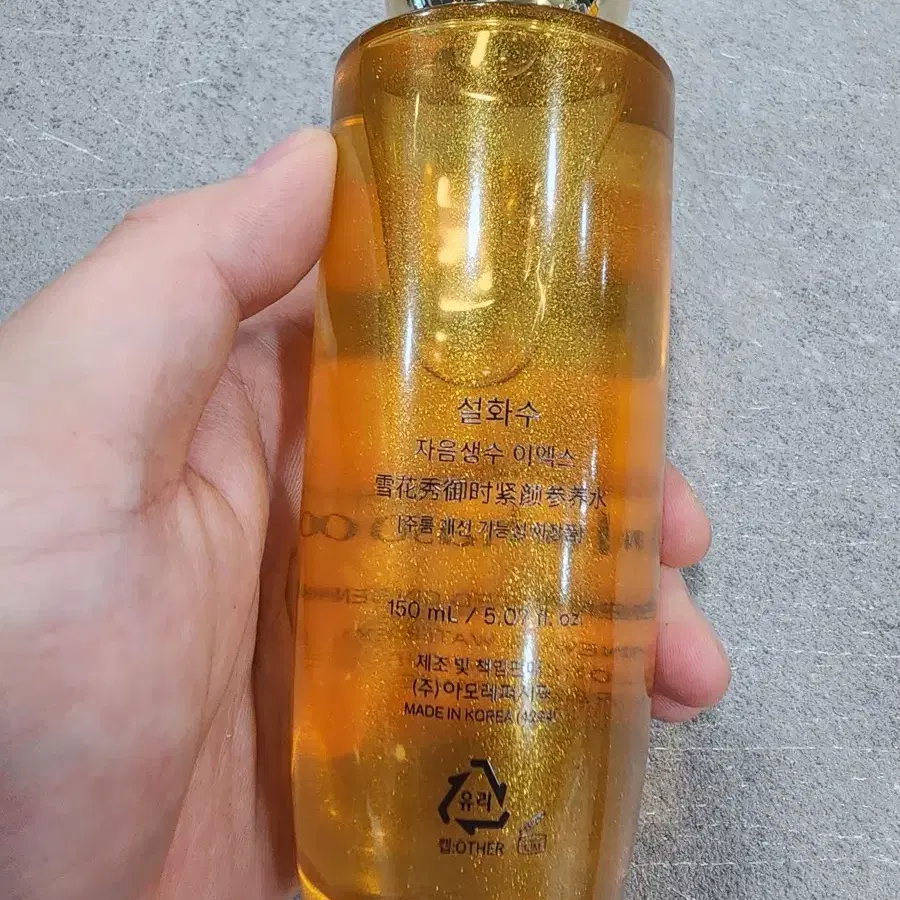 설화수
자음생수 이엑스
雪花秀御时紧颜参养水
(주름 개선 기능성 화장품)
150 mL / 5.07 fl. oz.
제조 및 책임판매
(주)아모레퍼시픽
MADE IN KOREA
유리
캡:OTHER